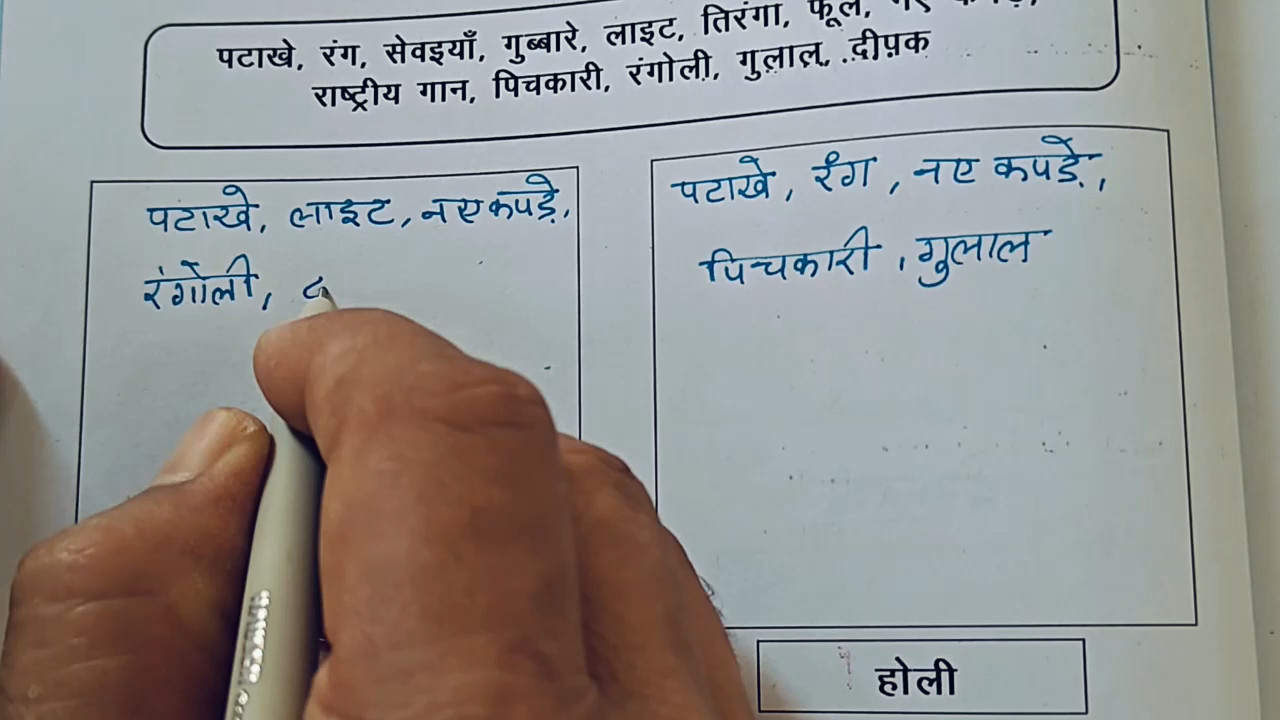 पटाखे, रंग, सेवइयाँ, गुब्बारे, लाइट, तिरंगा, फूल,
राष्ट्रीय गान, पिचकारी, रंगोली, गुलाल, दीपक
पटाखे, लाइट, नए कपड़े,
रंगोली,
पटाखे, रंग, नए कपड़े,
पिचकारी, गुलाल
होली